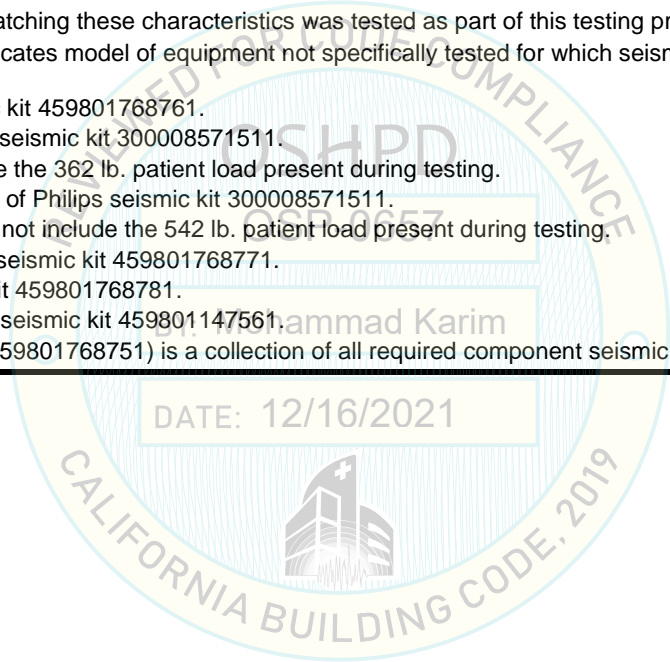 atching these characteristics was tested as part of this testing pr
icates model of equipment not specifically tested for which seism
kit 459801768761.
seismic kit 300008571511.
e the 362 lb. patient load present during testing.
of Philips seismic kit 300008571511.
not include the 542 lb. patient load present during testing.
seismic kit 459801768771.
it 459801768781.
seismic kit 459801147561.
59801768751) is a collection of all required component seismic
REVIEWED FOR CODE COMPLIANCE
OSHPD
OSP-0657
BY: Mohammad Karim
DATE: 12/16/2021
CALIFORNIA BUILDING CODE, 2019